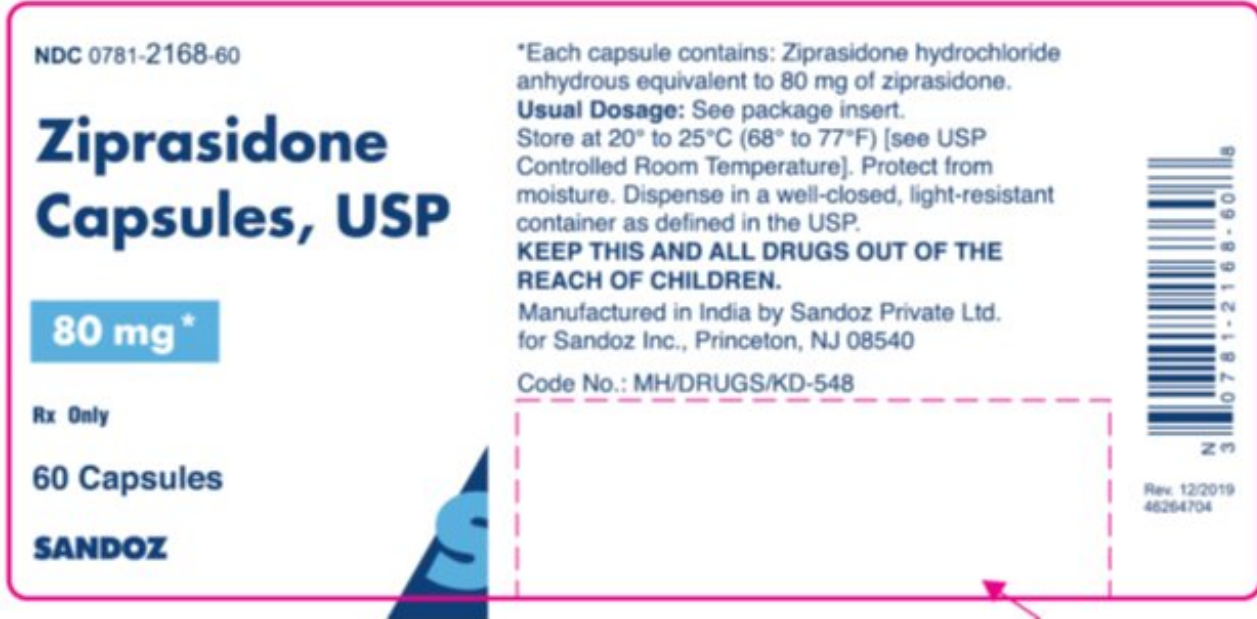 NDC 0781-2168-60
Ziprasidone
Capsules, USP
80 mg*
Rx Only
60 Capsules
SANDOZ
S
*Each capsule contains: Ziprasidone hydrochloride
anhydrous equivalent to 80 mg of ziprasidone.
Usual Dosage: See package insert.
Store at 20° to 25°C (68° to 77°F) [see USP
Controlled Room Temperature]. Protect from
moisture. Dispense in a well-closed, light-resistant
container as defined in the USP.
KEEP THIS AND ALL DRUGS OUT OF THE
REACH OF CHILDREN.
Manufactured in India by Sandoz Private Ltd.
for Sandoz Inc., Princeton, NJ 08540
Code No.: MH/DRUGS/KD-548
N
3 0781-2168-60 8
Rev. 12/2019
46264704